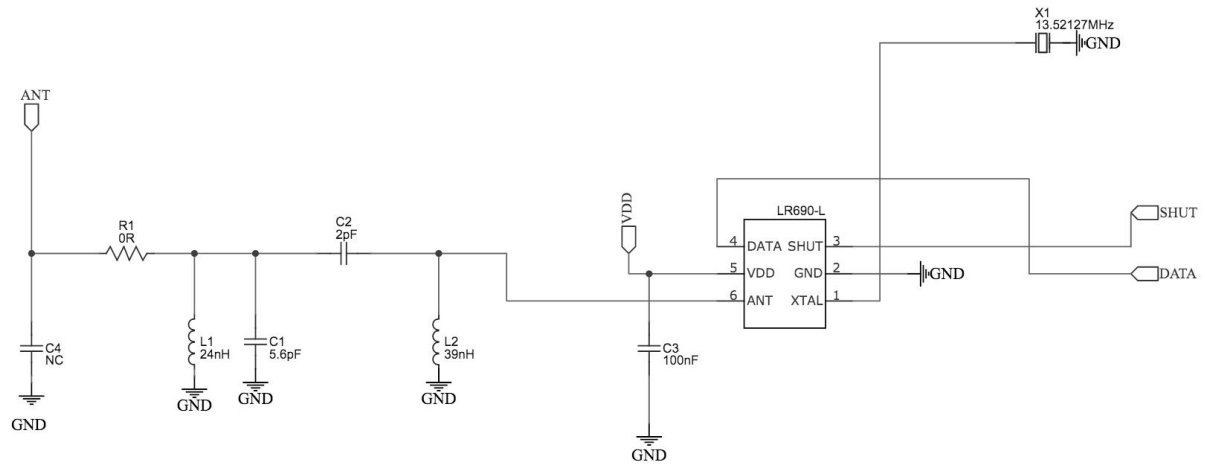 X1
13.52127MHz
GND
ANT
VDD
LR690-L
SHUT
R1
0R
C2
2pF
4 DATA SHUT 3
5 VDD GND 2
GND
DATA
6 ANT XTAL 1
C4
NC
L1
24nH
C1
5.6pF
L2
39nH
C3
100nF
GND
GND
GND
GND
GND